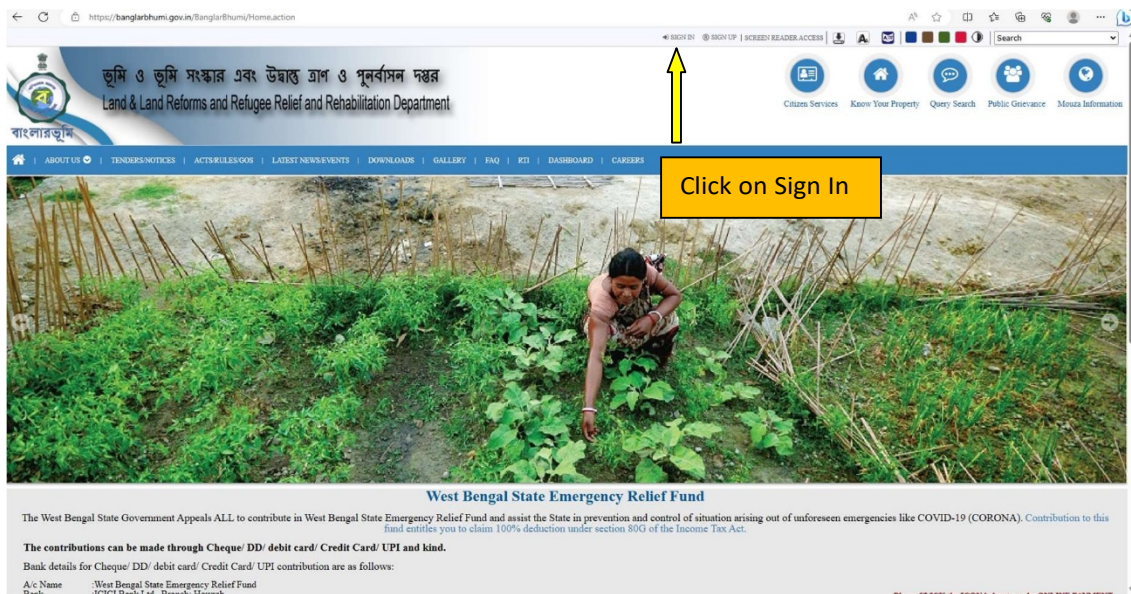 https://banglarbhumi.gov.in/BanglarBhumi/Home.action
SIGN IN SIGN UP | SCREEN READER ACCESS | Search
ভূমি ও ভূমি সংস্কার এবং উদ্বাস্তু ত্রাণ ও পুনর্বাসন দপ্তর
Land & Land Reforms and Refugee Relief and Rehabilitation Department
বাংলারভূমি
Citizen Services Know Your Property Query Search Public Grievance Mouza Information
ABOUT US | TENDERS/NOTICES | ACTS/RULES/GOS | LATEST NEWS/EVENTS | DOWNLOADS | GALLERY | FAQ | RTI | DASHBOARD | CAREERS
Click on Sign In
West Bengal State Emergency Relief Fund
The West Bengal State Government Appeals ALL to contribute in West Bengal State Emergency Relief Fund and assist the State in prevention and control of situation arising out of unforeseen emergencies like COVID-19 (CORONA). Contribution to this
fund entitles you to claim 100% deduction under section 80G of the Income Tax Act.
The contributions can be made through Cheque/ DD/ debit card/ Credit Card/ UPI and kind.
Bank details for Cheque/ DD/ debit card/ Credit Card/ UPI contribution are as follows:
A/c Name :West Bengal State Emergency Relief Fund